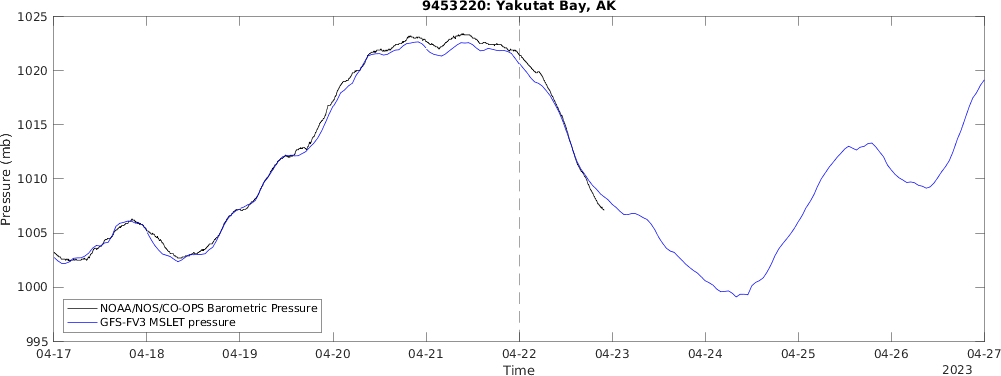 9453220: Yakutat Bay, AK
Pressure (mb)
1025
1020
1015
1010
1005
1000
995
NOAA/NOS/CO-OPS Barometric Pressure
GFS-FV3 MSLET pressure
04-17 04-18 04-19 04-20 04-21 04-22 04-23 04-24 04-25 04-26 04-27
Time
2023